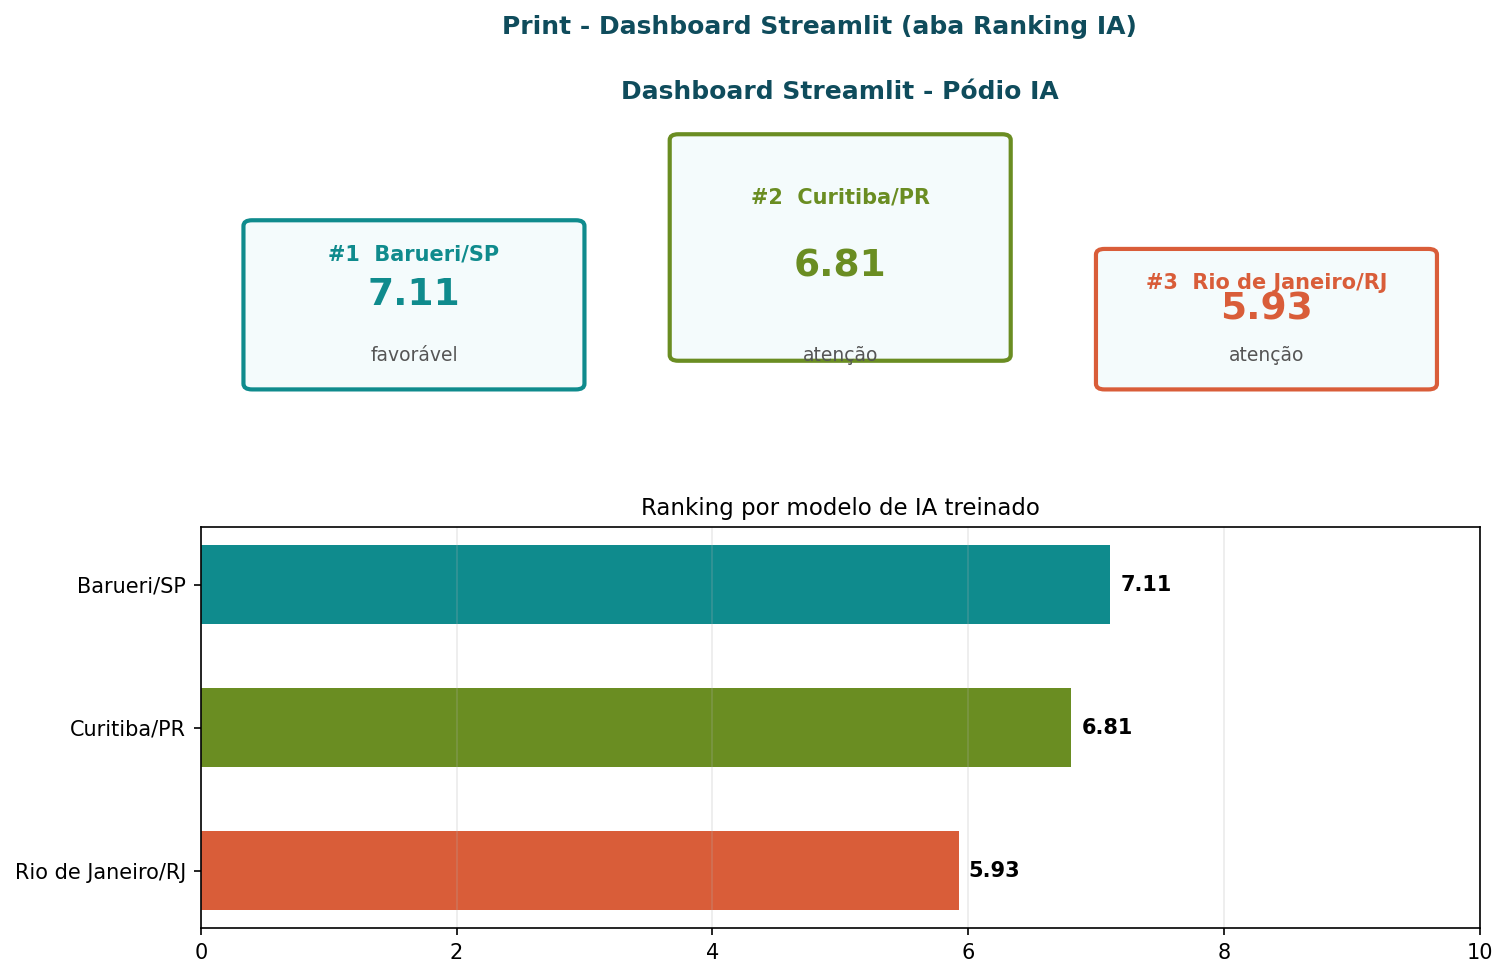 Print - Dashboard Streamlit (aba Ranking IA)
Dashboard Streamlit - Pódio IA
#1  Barueri/SP
7.11
favorável
#2  Curitiba/PR
6.81
atenção
#3  Rio de Janeiro/RJ
5.93
atenção
Ranking por modelo de IA treinado
Barueri/SP
7.11
Curitiba/PR
6.81
Rio de Janeiro/RJ
5.93
0 2 4 6 8 10